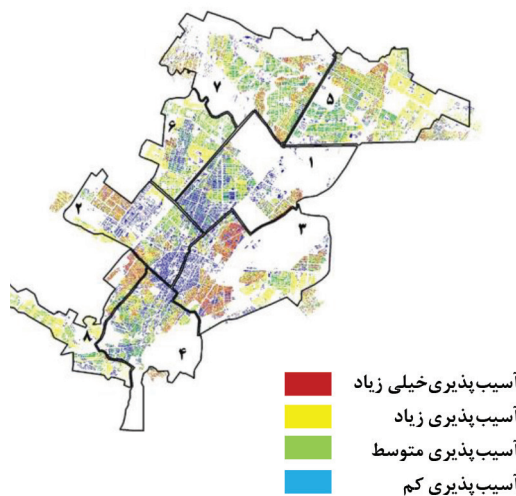 ۷
۵
۶
۱
۲
۳
۸
۴
آسیب‌پذیری خیلی زیاد
آسیب‌پذیری زیاد
آسیب‌پذیری متوسط
آسیب‌پذیری کم